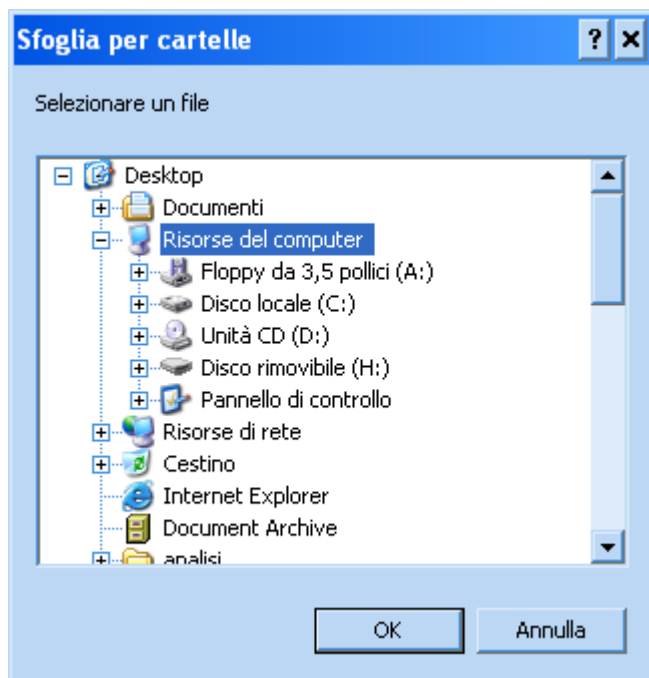 Sfoglia per cartelle
Selezionare un file
Desktop
Documenti
Risorse del computer
Floppy da 3,5 pollici (A:)
Disco locale (C:)
Unità CD (D:)
Disco rimovibile (H:)
Pannello di controllo
Risorse di rete
Cestino
Internet Explorer
Document Archive
analisi
OK
Annulla